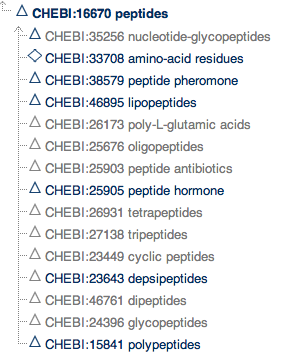 CHEBI:16670 peptides
CHEBI:35256 nucleotide-glycopeptides
CHEBI:33708 amino-acid residues
CHEBI:38579 peptide pheromone
CHEBI:46895 lipopeptides
CHEBI:26173 poly-L-glutamic acids
CHEBI:25676 oligopeptides
CHEBI:25903 peptide antibiotics
CHEBI:25905 peptide hormone
CHEBI:26931 tetrapeptides
CHEBI:27138 tripeptides
CHEBI:23449 cyclic peptides
CHEBI:23643 depsipeptides
CHEBI:46761 dipeptides
CHEBI:24396 glycopeptides
CHEBI:15841 polypeptides